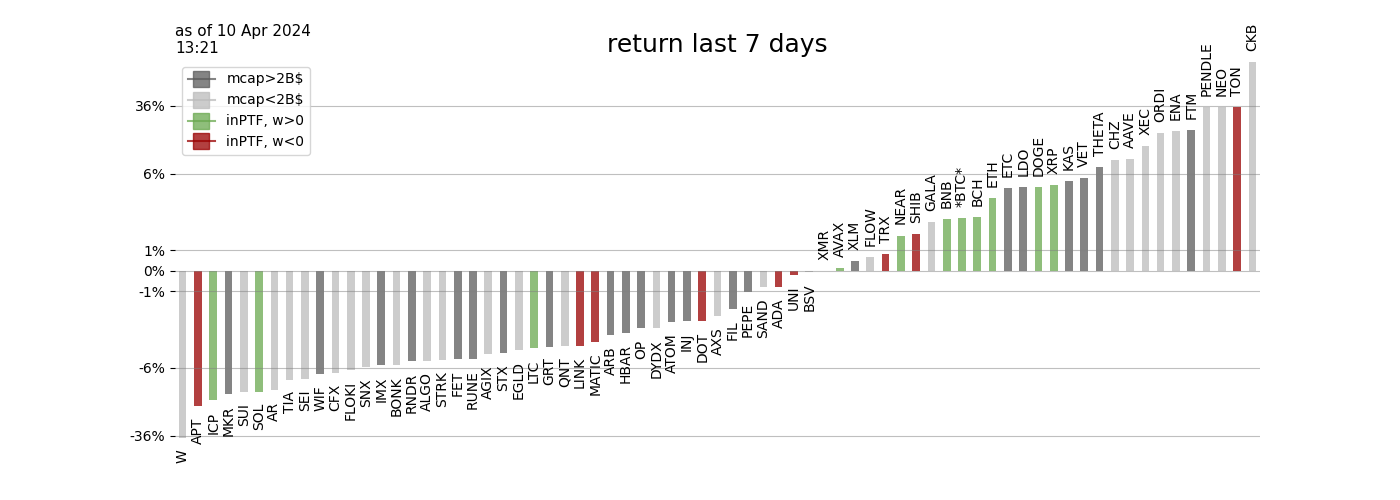 as of 10 Apr 2024
13:21
return last 7 days
mcap>2B$
mcap<2B$
inPTF, w>0
inPTF, w<0
36%
6%
1%
0%
-1%
-6%
-36%
W
APT
ICP
MKR
SUI
SOL
AR
TIA
SEI
WIF
CFX
FLOKI
SNX
IMX
BONK
RNDR
ALGO
STRK
FET
RUNE
AGIX
STX
EGLD
LTC
GRT
QNT
LINK
MATIC
ARB
HBAR
OP
DYDX
ATOM
INJ
DOT
AXS
FIL
PEPE
SAND
ADA
UNI
BSV
XMR
AVAX
XLM
FLOW
TRX
NEAR
SHIB
GALA
BNB
*BTC*
BCH
ETH
ETC
LDO
DOGE
XRP
KAS
VET
THETA
CHZ
AAVE
XEC
ORDI
ENA
FTM
PENDLE
NEO
TON
CKB